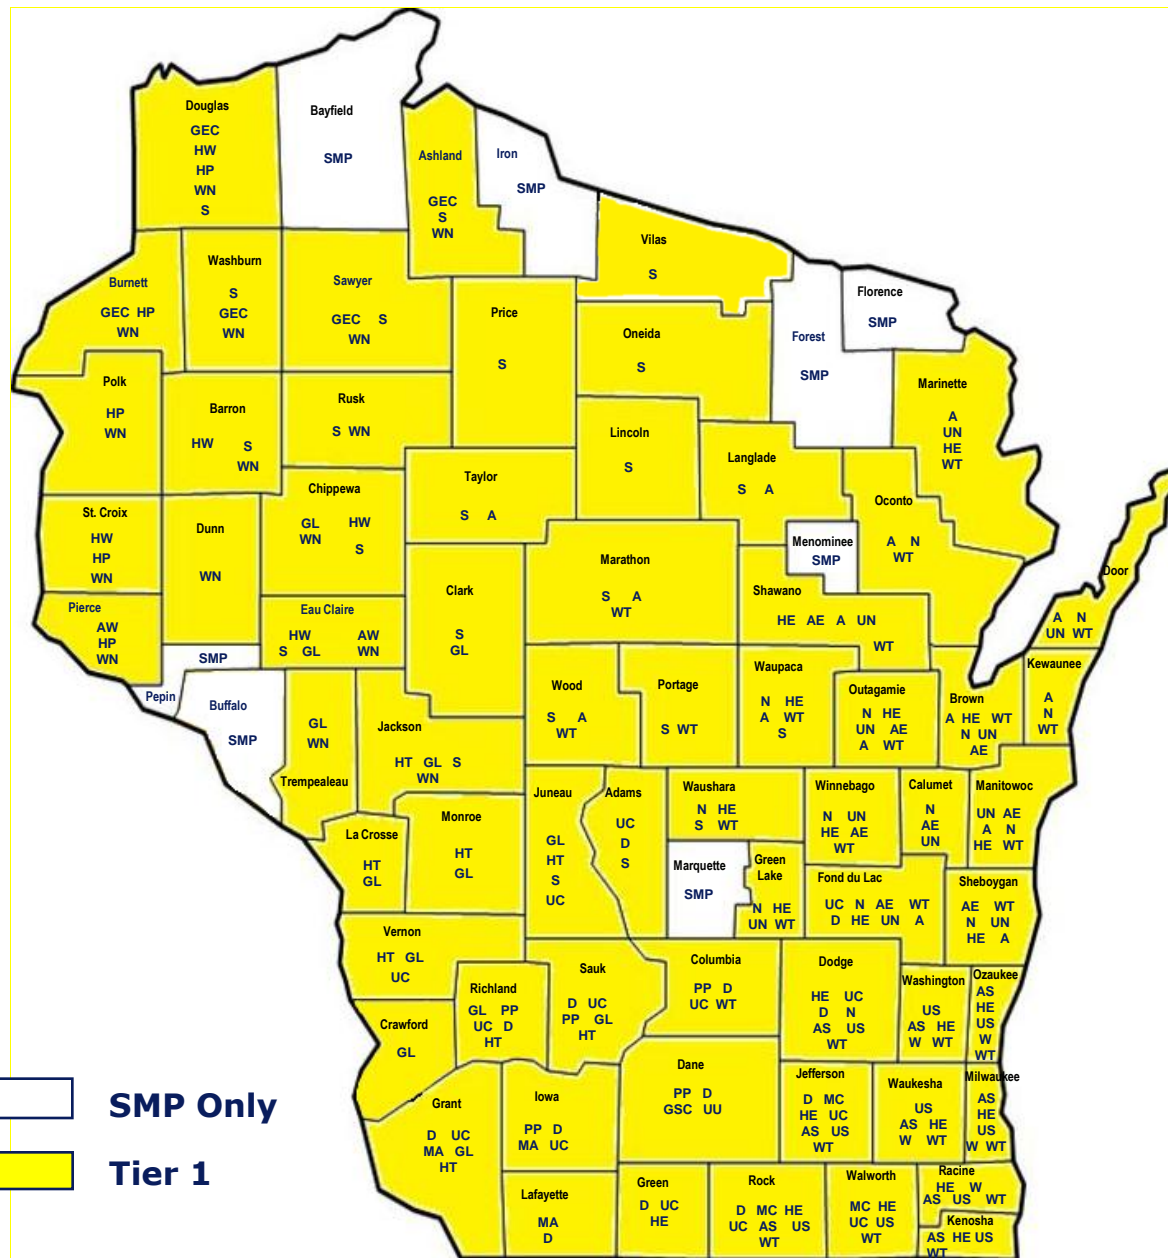 Douglas
GEC
HW
HP
WN
S
Bayfield
SMP
Ashland
GEC
S
WN
Iron
SMP
Vilas
S
Burnett
GEC HP
WN
Washburn
S
GEC
WN
Sawyer
GEC S
WN
Price
S
Oneida
S
Forest
SMP
Florence
SMP
Marinette
A
UN
HE
WT
Polk
HP
WN
Barron
HW S
WN
Rusk
S WN
Lincoln
S
Langlade
S A
Oconto
A N
WT
Taylor
S A
Chippewa
GL HW
WN
S
St. Croix
HW
HP
WN
Dunn
WN
Menominee
SMP
Marathon
S A
WT
Shawano
HE AE A UN
WT
Door
A N
UN WT
Clark
S
GL
Pierce
AW
HP
WN
Eau Claire
HW AW
S GL WN
SMP
Pepin
Buffalo
SMP
GL
WN
Trempealeau
Jackson
HT GL S
WN
Wood
S A
WT
Portage
S WT
Waupaca
N HE
A WT
S
Outagamie
N HE
UN AE
A WT
Brown
A HE WT
N UN
AE
Kewaunee
A
N
WT
La Crosse
HT
GL
Monroe
HT
GL
Juneau
GL
HT
S
UC
Adams
UC
D
S
Waushara
N HE
S WT
Winnebago
N UN
HE AE
WT
Calumet
N
AE
UN
Manitowoc
UN AE
A N
HE WT
Marquette
SMP
Green
Lake
N HE
UN WT
Fond du Lac
UC N AE WT
D HE UN A
Sheboygan
AE WT
N UN
HE A
Vernon
HT GL
UC
Richland
GL PP
UC D
HT
Sauk
D UC
PP GL
HT
Columbia
PP D
UC WT
Dodge
HE UC
D N
AS US
WT
Washington
US
AS HE
W WT
Ozaukee
AS
HE
US
W
WT
Crawford
GL
Grant
D UC
MA GL
HT
Iowa
PP D
MA UC
Dane
PP D
GSC UU
Jefferson
D MC
HE UC
AS US
WT
Waukesha
US
AS HE
W WT
Milwaukee
AS
HE
US
W WT
Lafayette
MA
D
Green
D UC
HE
Rock
D MC HE
UC AS US
WT
Walworth
MC HE
UC US
WT
Racine
HE W
AS US WT
Kenosha
AS HE US
WT
SMP Only
Tier 1